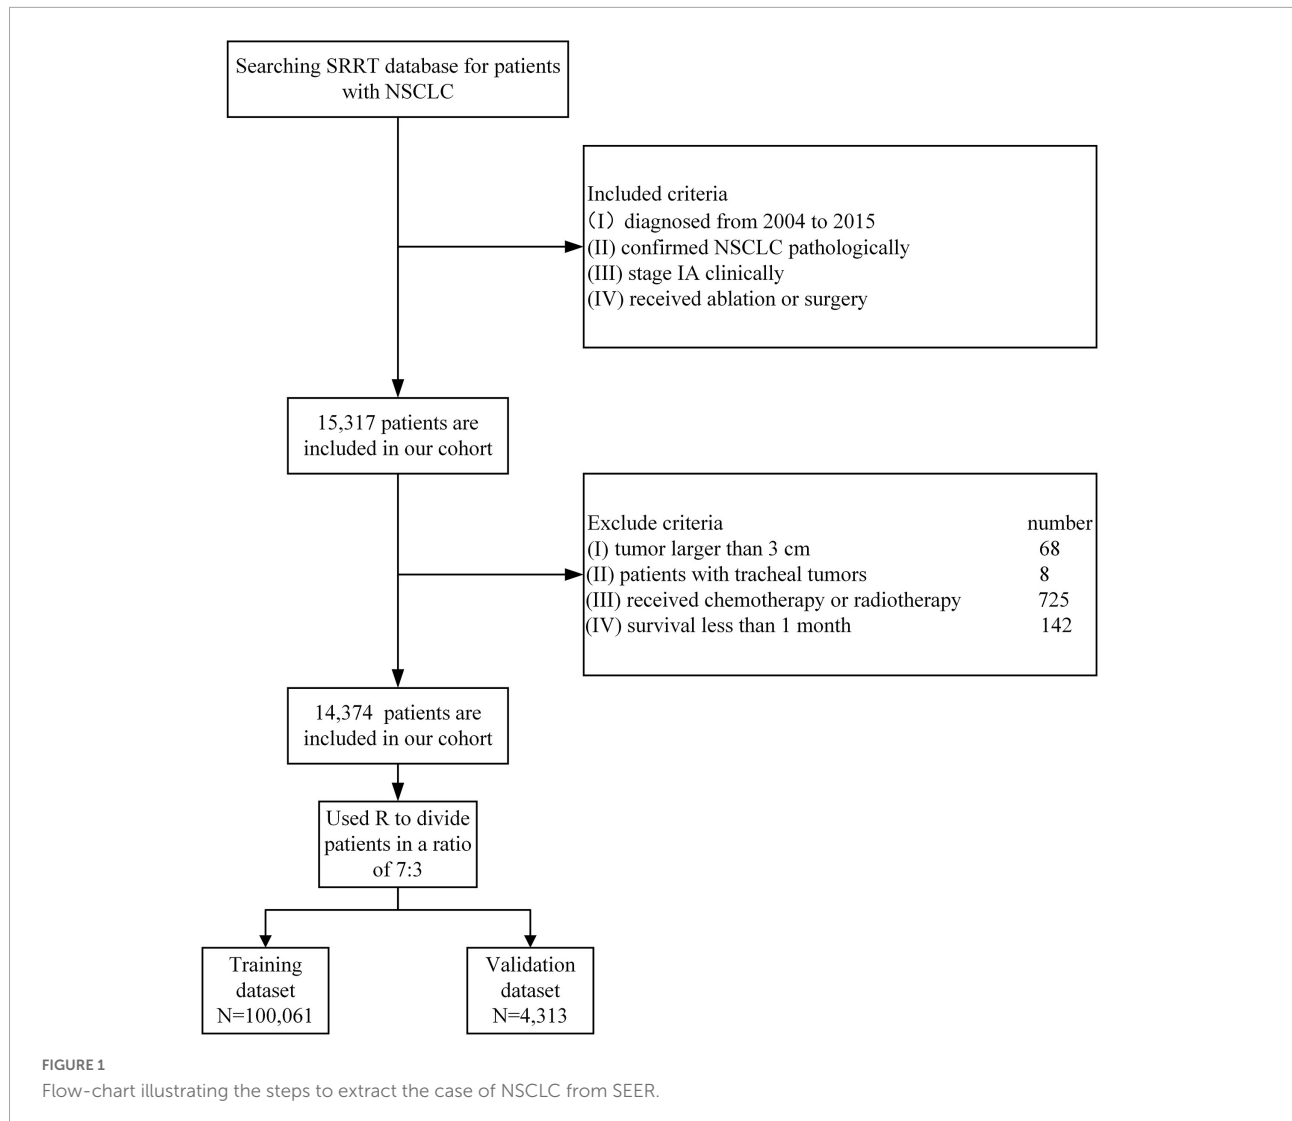 Searching SRRT database for patients
with NSCLC
Included criteria
（I）diagnosed from 2004 to 2015
(II) confirmed NSCLC pathologically
(III) stage IA clinically
(IV) received ablation or surgery
15,317 patients are
included in our cohort
Exclude criteria number
(I) tumor larger than 3 cm 68
(II) patients with tracheal tumors 8
(III) received chemotherapy or radiotherapy 725
(IV) survival less than 1 month 142
14,374 patients are
included in our cohort
Used R to divide
patients in a ratio
of 7:3
Training
dataset
N=100,061
Validation
dataset
N=4,313
FIGURE 1
Flow-chart illustrating the steps to extract the case of NSCLC from SEER.